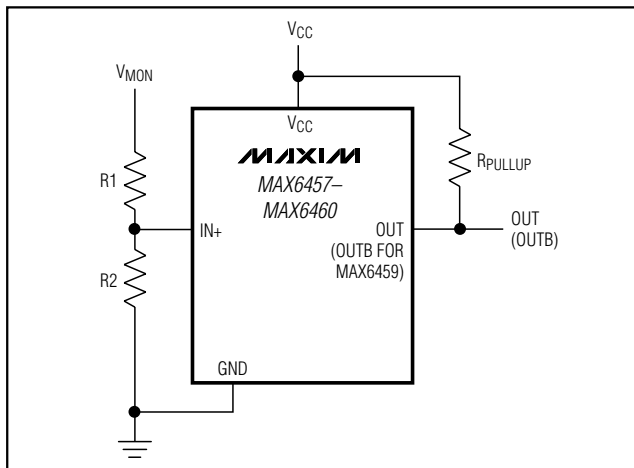 VCC
VMON
VCC
MAXIM
MAX6457–
MAX6460
R1
RPULLUP
IN+
OUT
(OUTB FOR
MAX6459)
OUT
(OUTB)
R2
GND